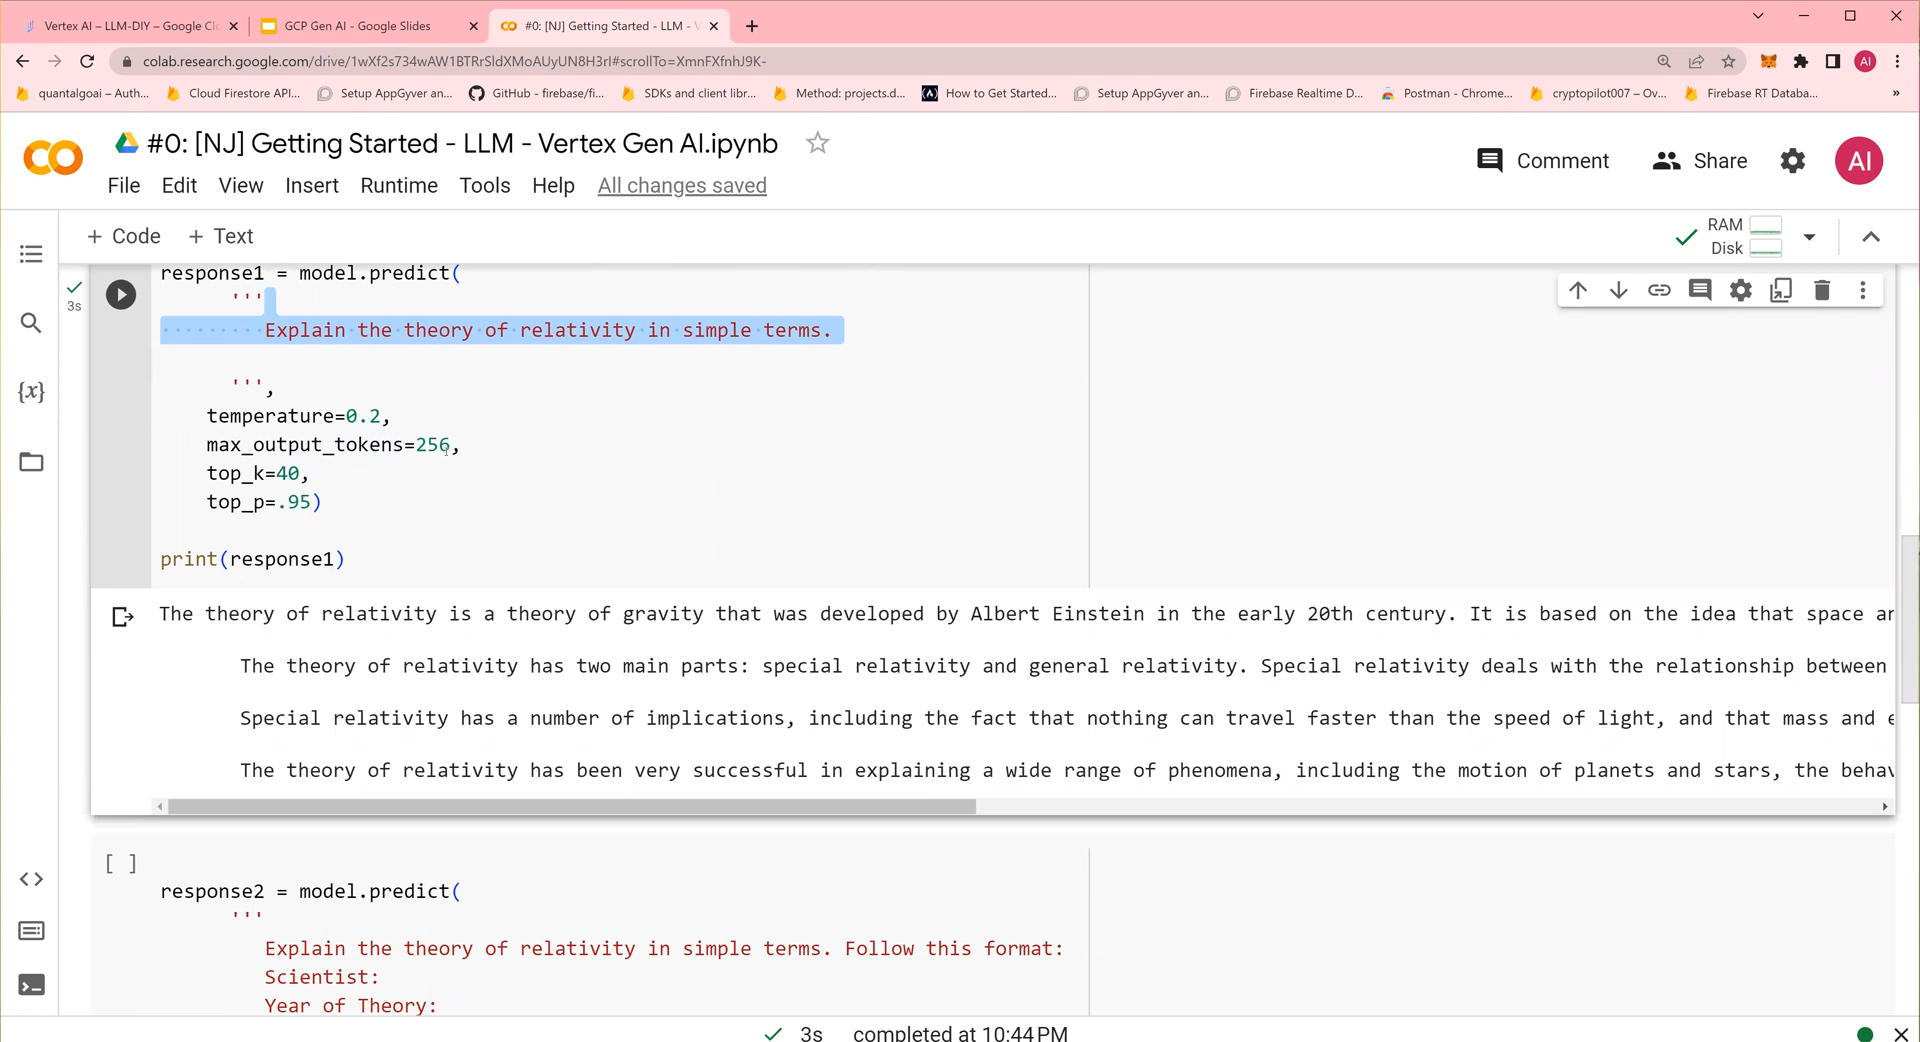 Vertex AI – LLM-DIY – Google Cl
GCP Gen AI - Google Slides
#0: [NJ] Getting Started - LLM -
colab.research.google.com/drive/1wXf2s734wAW1BTRrSldXMoAUyUN8H3rI#scrollTo=XmnFXfnhJ9K-
AI
quantalgoai – Auth...
Cloud Firestore API...
Setup AppGyver an...
GitHub - firebase/fi...
SDKs and client libr...
Method: projects.d...
How to Get Started...
Setup AppGyver an...
Firebase Realtime D...
Postman - Chrome...
cryptopilot007 – Ov...
Firebase RT Databa...
»
#0: [NJ] Getting Started - LLM - Vertex Gen AI.ipynb
Comment
Share
AI
File Edit View Insert Runtime Tools Help All changes saved
+ Code + Text
RAM
Disk
response1 = model.predict(
3s
'''
Explain the theory of relativity in simple terms.
''',
temperature=0.2,
max_output_tokens=256,
top_k=40,
top_p=.95)
print(response1)
The theory of relativity is a theory of gravity that was developed by Albert Einstein in the early 20th century. It is based on the idea that space
The theory of relativity has two main parts: special relativity and general relativity. Special relativity deals with the relationship between
Special relativity has a number of implications, including the fact that nothing can travel faster than the speed of light, and that mass and
The theory of relativity has been very successful in explaining a wide range of phenomena, including the motion of planets and stars, the
[ ]
response2 = model.predict(
'''
Explain the theory of relativity in simple terms. Follow this format:
Scientist:
Year of Theory:
{x}
3s completed at 10:44 PM